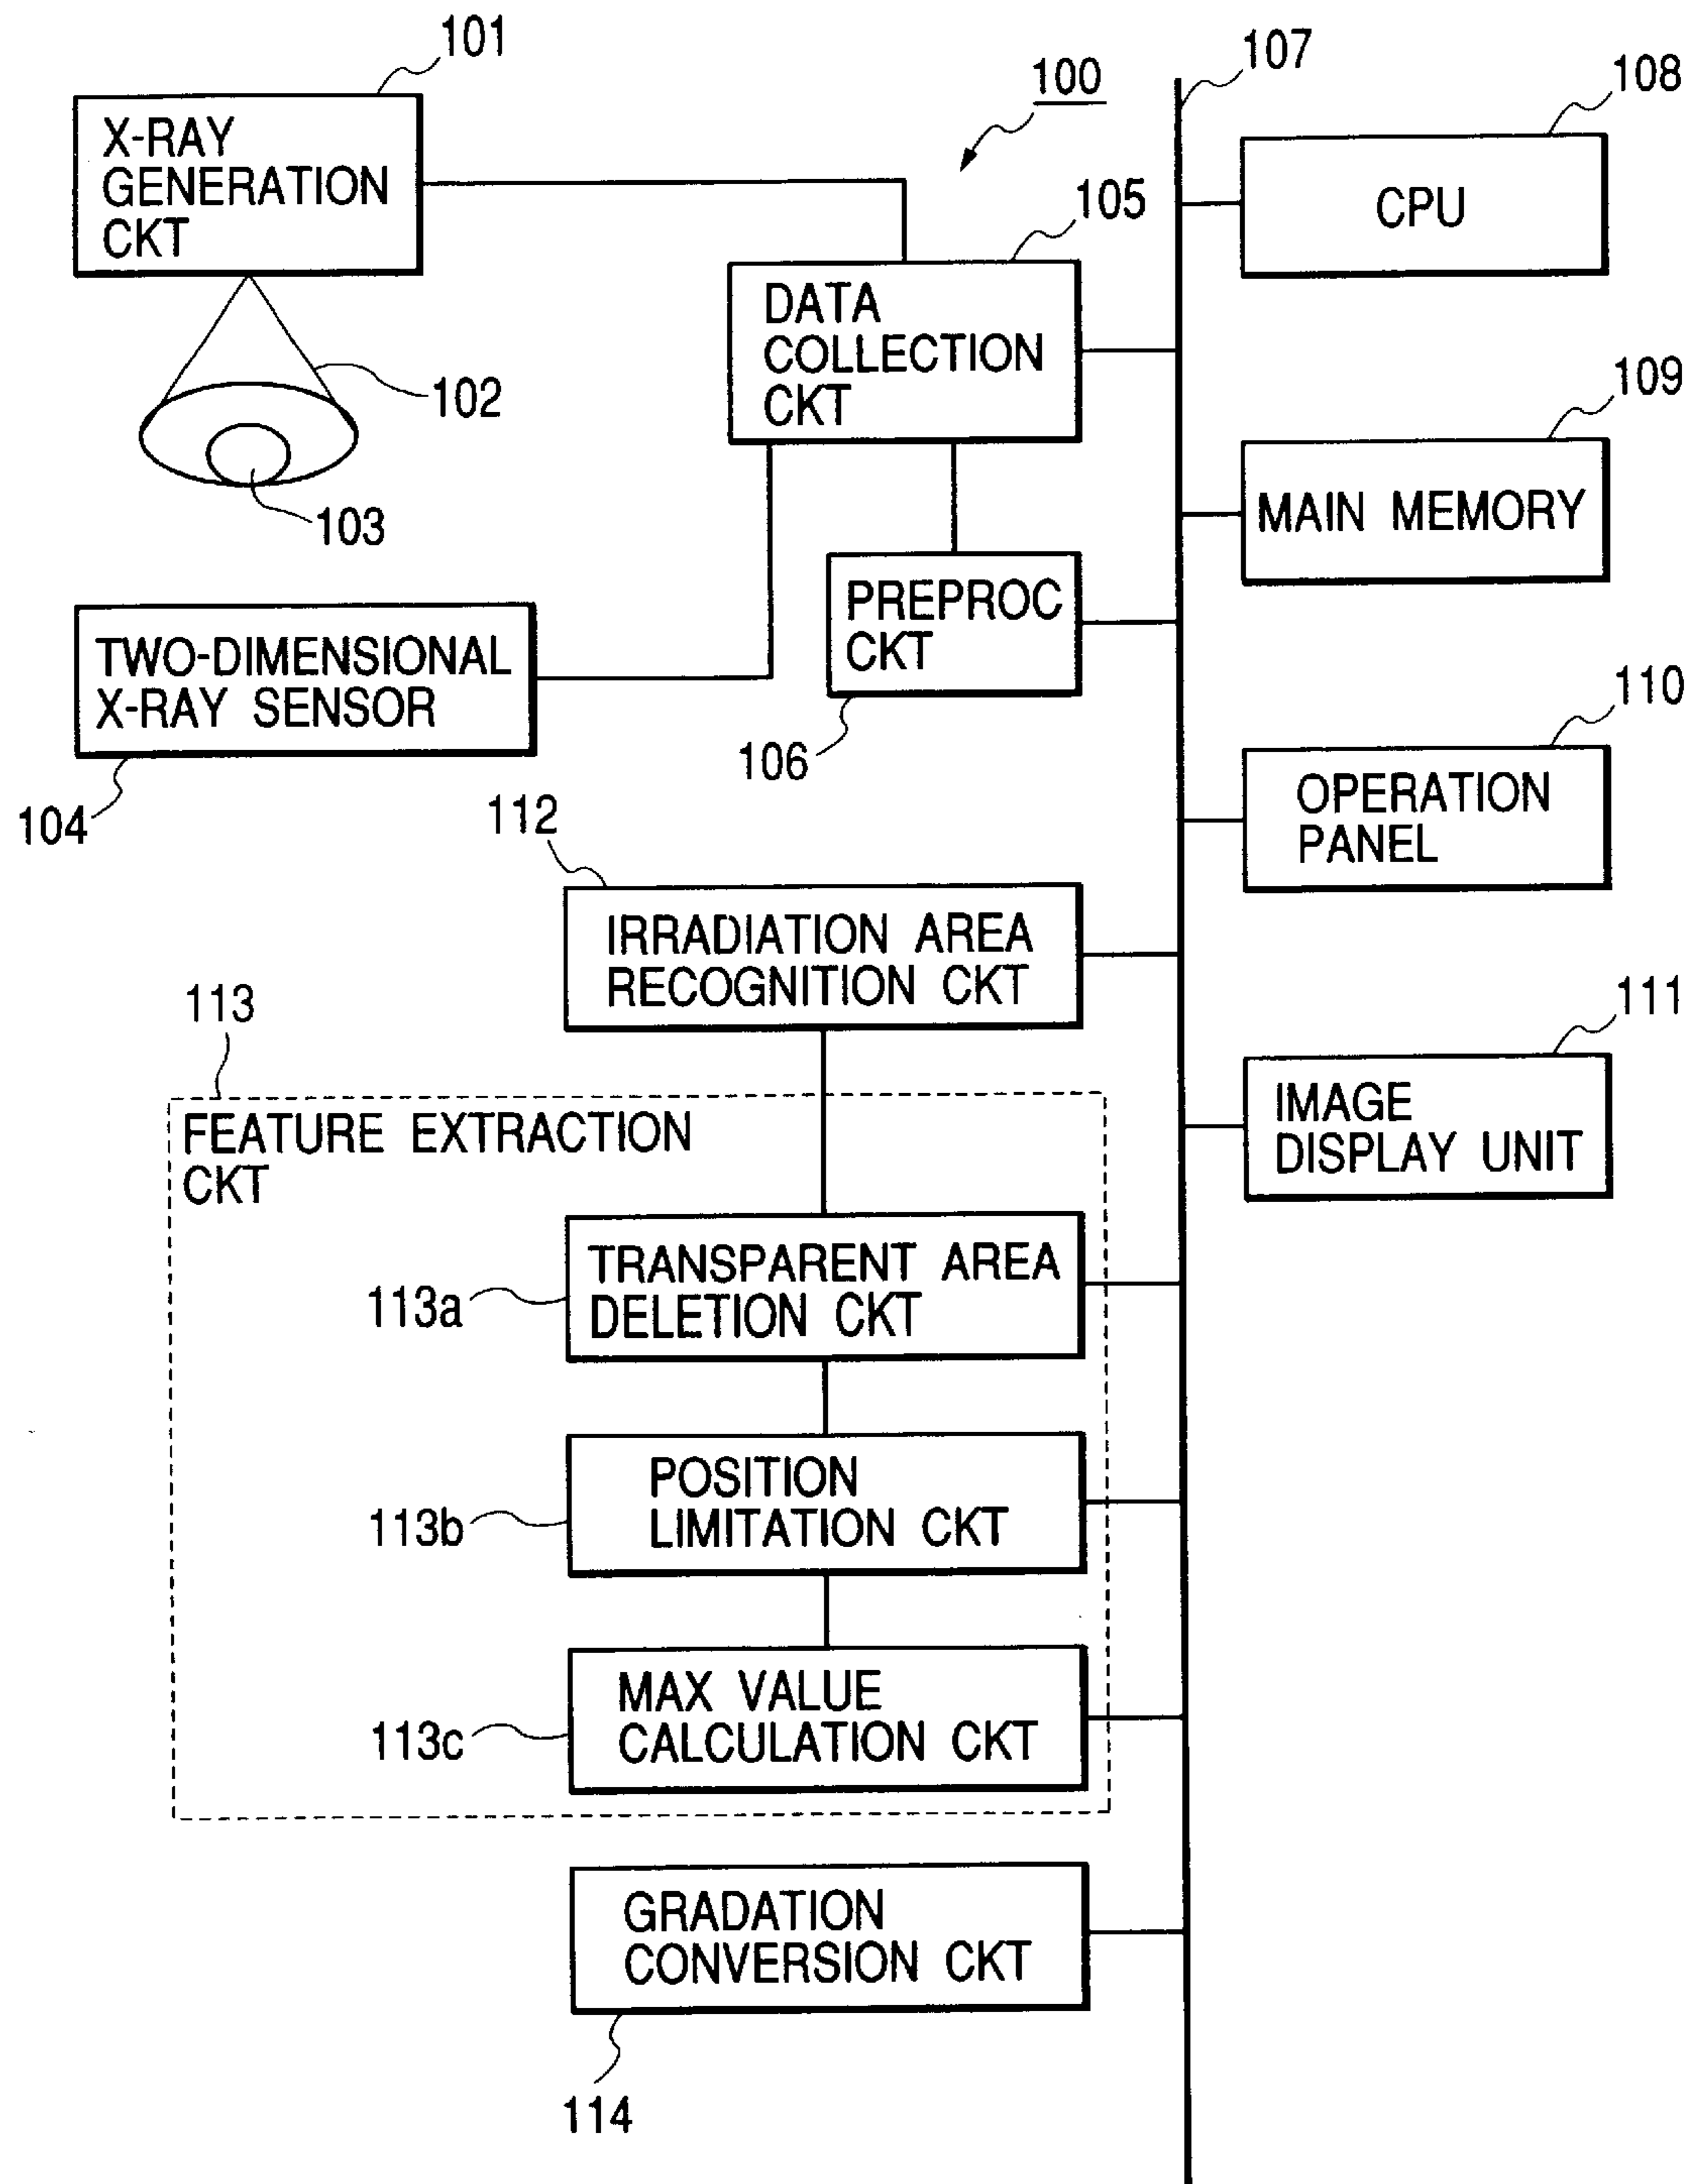 101
107
100
108
X-RAY
GENERATION
CKT
CPU
105
DATA
COLLECTION
CKT
102
109
103
MAIN MEMORY
PREPROC
CKT
TWO-DIMENSIONAL
X-RAY SENSOR
110
106
104
OPERATION
PANEL
112
IRRADIATION AREA
RECOGNITION CKT
113
111
FEATURE EXTRACTION
CKT
IMAGE
DISPLAY UNIT
TRANSPARENT AREA
DELETION CKT
113a
POSITION
LIMITATION CKT
113b
MAX VALUE
CALCULATION CKT
113c
GRADATION
CONVERSION CKT
114